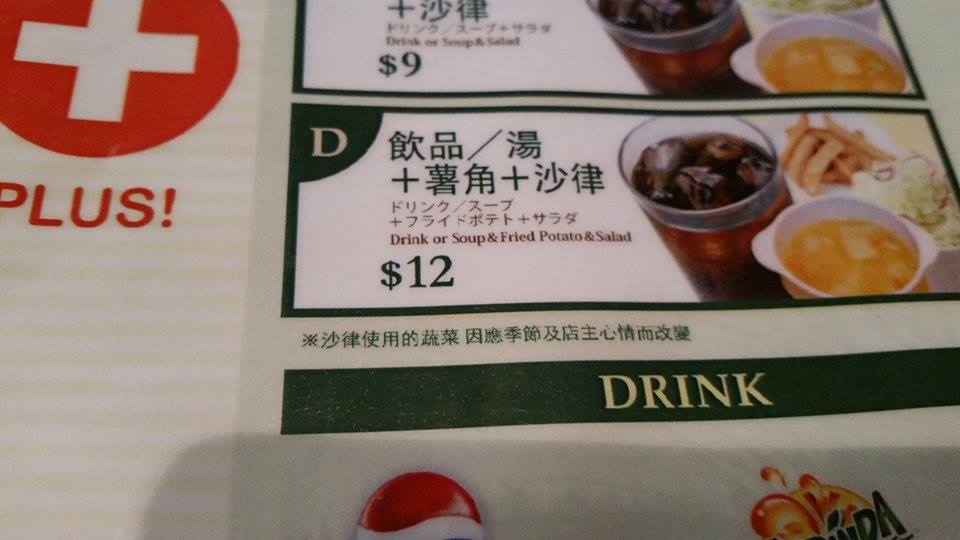 ＋沙律
ドリンク／スープ＋サラダ
Drink or Soup&Salad
$9
PLUS!
D
飲品／湯
＋薯角＋沙律
ドリンク／スープ
＋フライドポテト＋サラダ
Drink or Soup&Fried Potato&Salad
$12
※沙律使用的蔬菜 因應季節及店主心情而改變
DRINK